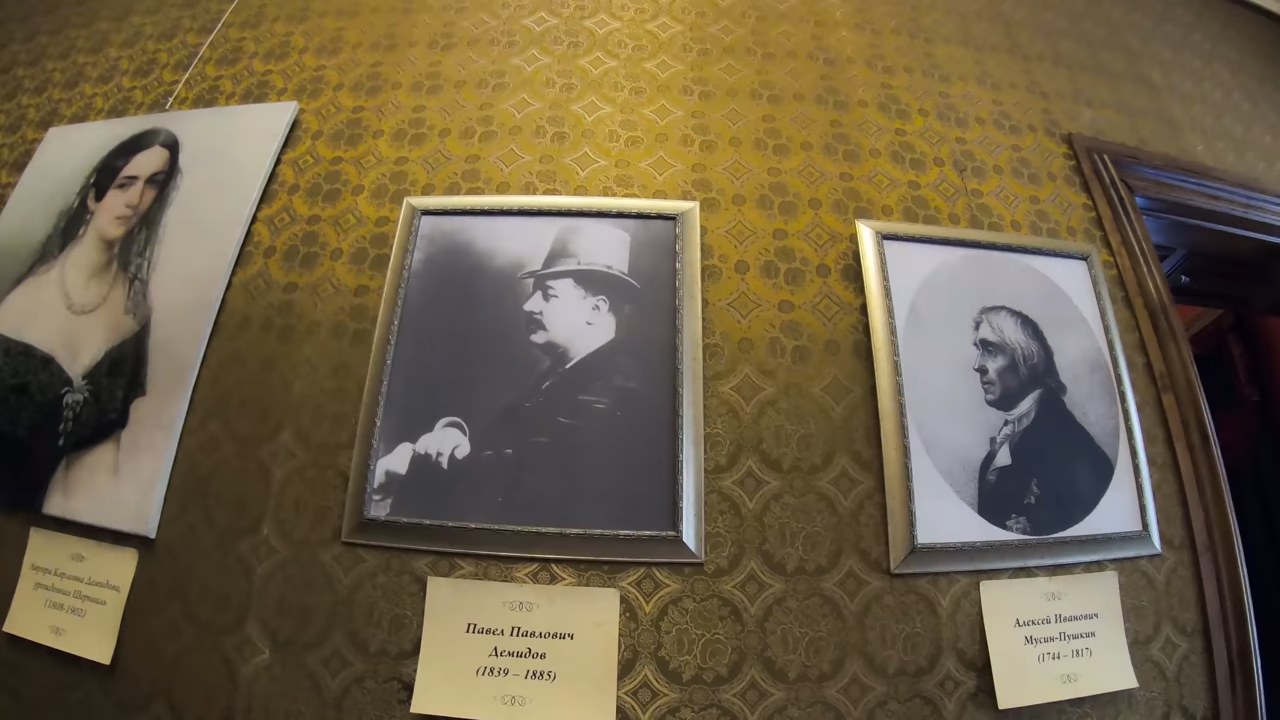 Аврора Карловна Демидова,
урождённая Шернваль
(1808-1902)
Павел Павлович
Демидов
(1839 – 1885)
Алексей Иванович
Мусин-Пушкин
(1744 – 1817)